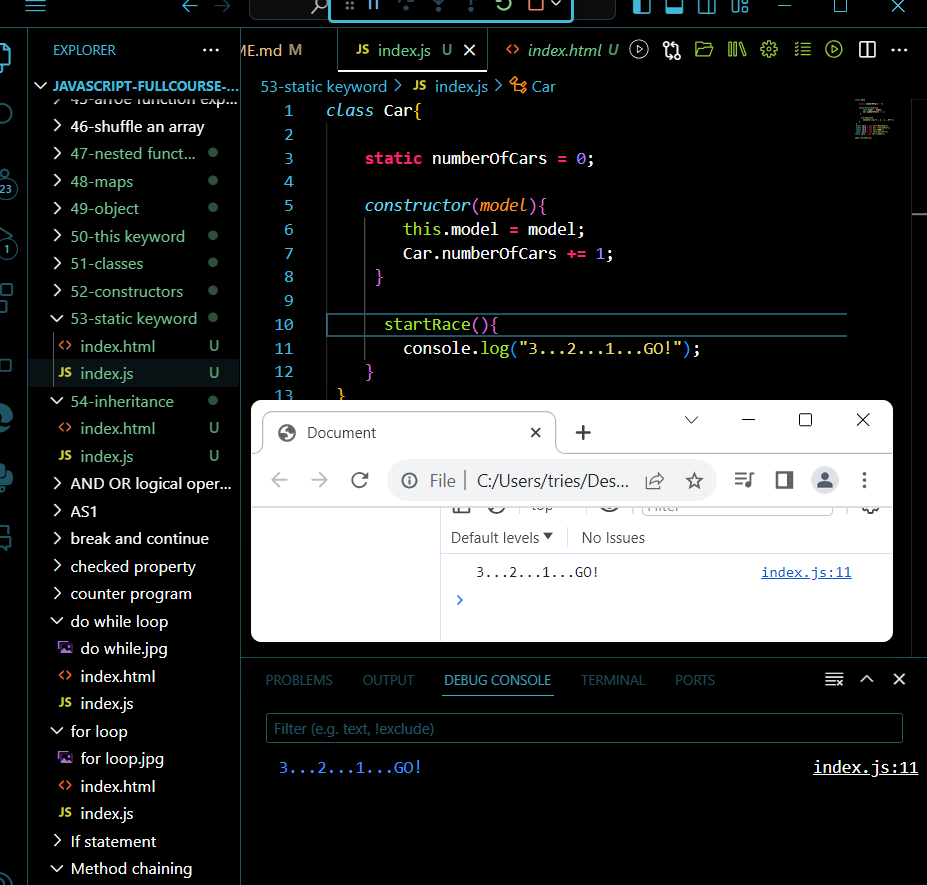 EXPLORER
JAVASCRIPT-FULLCOURSE-...
46-shuffle an array
47-nested funct...
48-maps
49-object
50-this keyword
51-classes
52-constructors
53-static keyword
index.html U
JS index.js U
54-inheritance
index.html U
JS index.js U
AND OR logical oper...
AS1
break and continue
checked property
counter program
do while loop
do while.jpg
index.html
JS index.js
for loop
for loop.jpg
index.html
JS index.js
If statement
Method chaining
23
1
ME.md M
JS index.js U
index.html U
53-static keyword > JS index.js > Car
1 class Car{
2
3 static numberOfCars = 0;
4
5 constructor(model){
6 this.model = model;
7 Car.numberOfCars += 1;
8 }
9
10 startRace(){
11 console.log("3...2...1...GO!");
12 }
13 }
Document
File | C:/Users/tries/Des...
top
Filter
Default levels
No Issues
3...2...1...GO! index.js:11
PROBLEMS OUTPUT DEBUG CONSOLE TERMINAL PORTS
Filter (e.g. text, !exclude)
3...2...1...GO! index.js:11